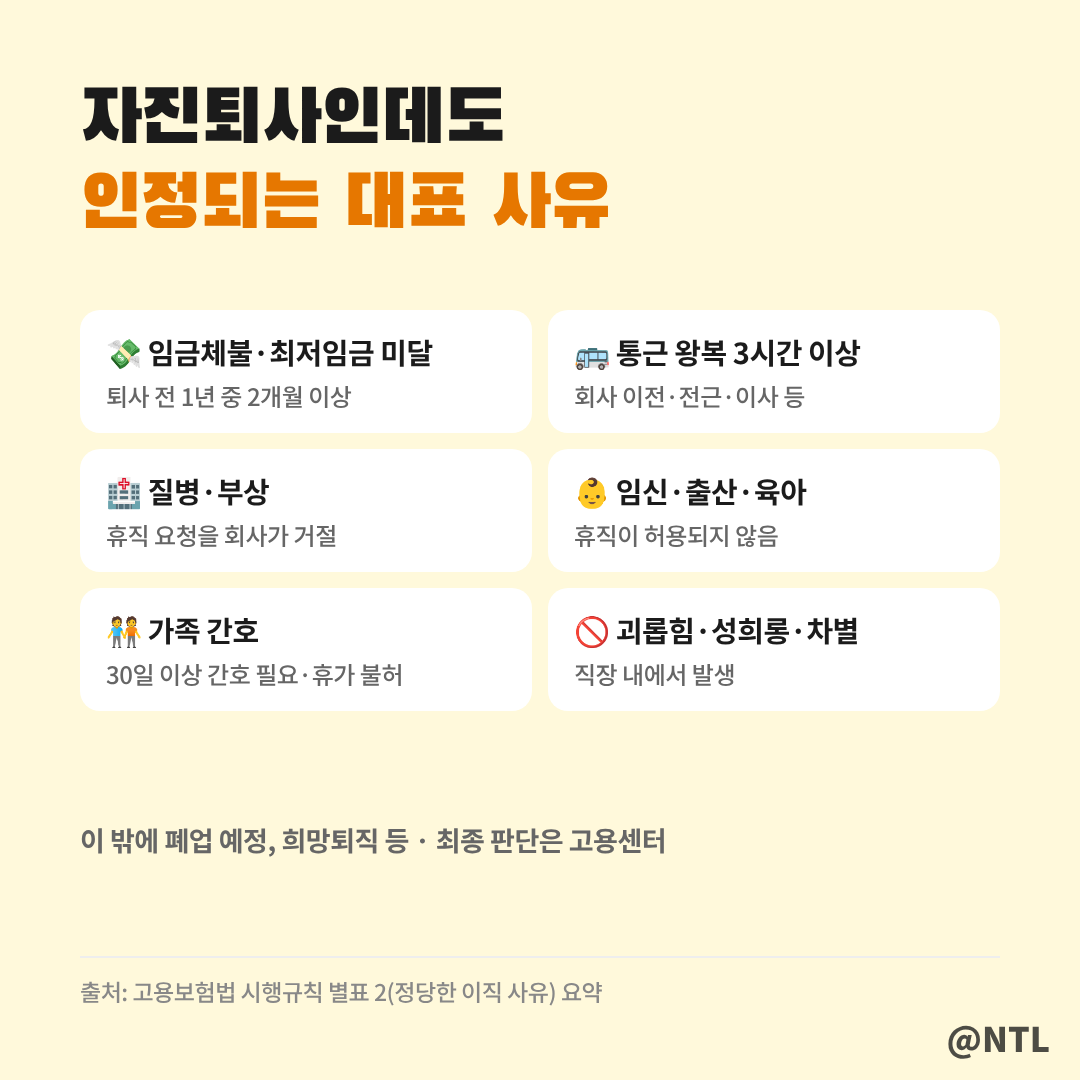 자진퇴사인데도
인정되는 대표 사유
💸 임금체불·최저임금 미달
퇴사 전 1년 중 2개월 이상
🚌 통근 왕복 3시간 이상
회사 이전·전근·이사 등
🏥 질병·부상
휴직 요청을 회사가 거절
👶 임신·출산·육아
휴직이 허용되지 않음
🧑‍🤝‍🧑 가족 간호
30일 이상 간호 필요·휴가 불허
🚫 괴롭힘·성희롱·차별
직장 내에서 발생
이 밖에 폐업 예정, 희망퇴직 등 · 최종 판단은 고용센터
출처: 고용보험법 시행규칙 별표 2(정당한 이직 사유) 요약
@NTL